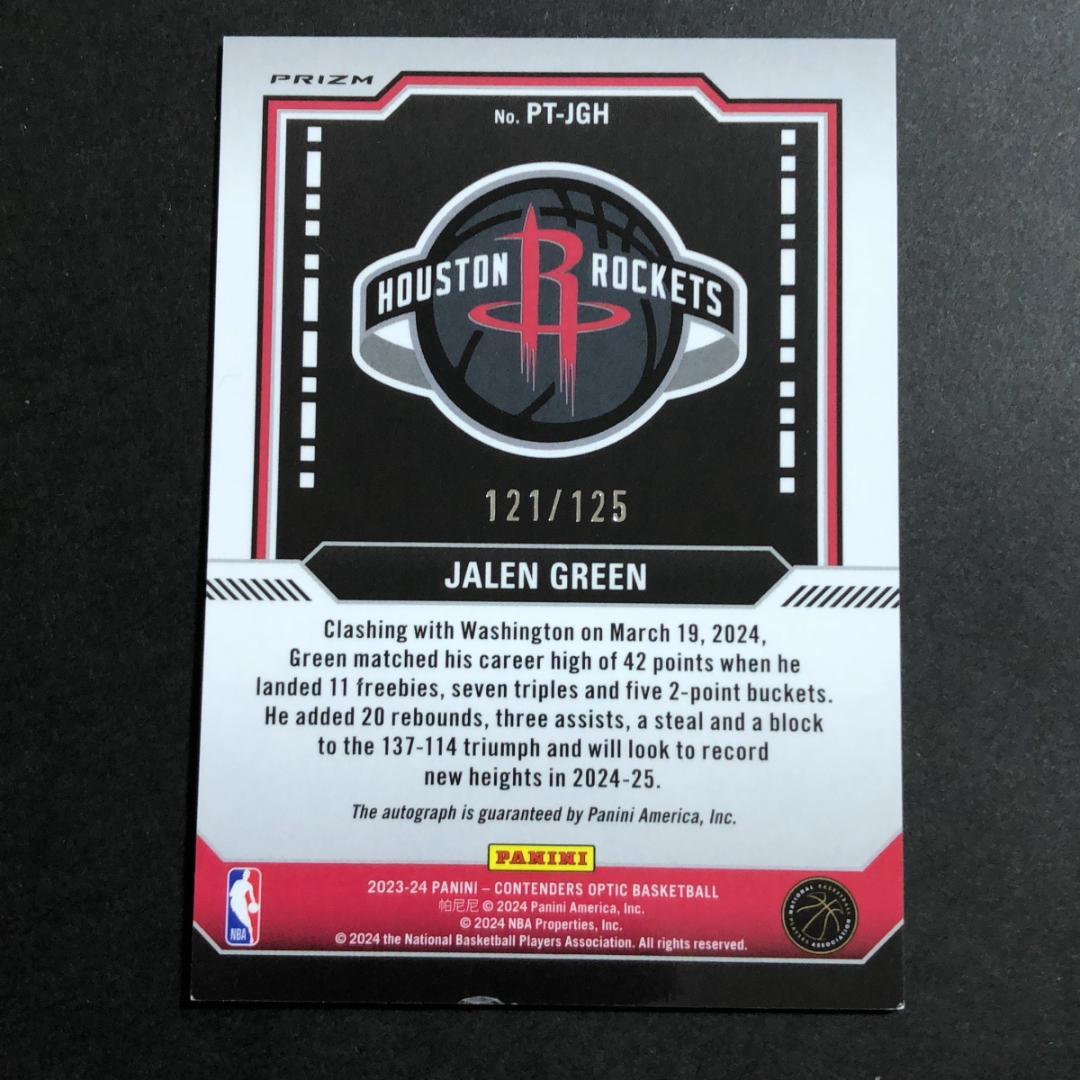 PRIZM
No. PT-JGH
HOUSTON ROCKETS
121/125
JALEN GREEN
Clashing with Washington on March 19, 2024,
Green matched his career high of 42 points when he
landed 11 freebies, seven triples and five 2-point buckets.
He added 20 rebounds, three assists, a steal and a block
to the 137-114 triumph and will look to record
new heights in 2024-25.
The autograph is guaranteed by Panini America, Inc.
PANINI
2023-24 PANINI – CONTENDERS OPTIC BASKETBALL
帕尼尼 © 2024 Panini America, Inc.
© 2024 NBA Properties, Inc.
© 2024 the National Basketball Players Association. All rights reserved.
NBA
NATIONAL BASKETBALL
PLAYERS ASSOCIATION